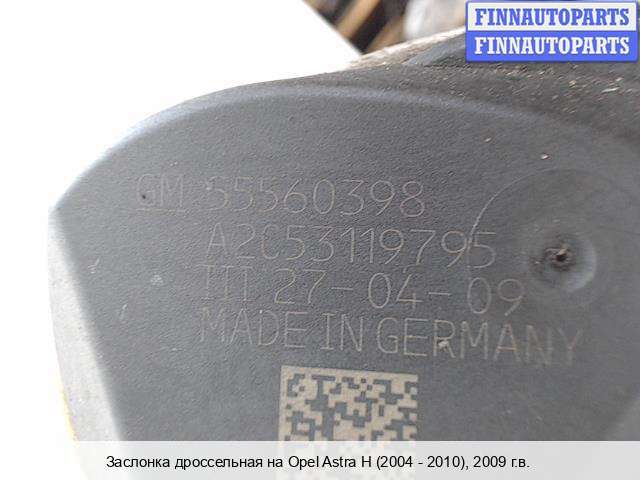 FINNAUTOPARTS
FINNAUTOPARTS
GM 55560398
A2C53119795
III 27-04-09
MADE IN GERMANY
Заслонка дроссельная на Opel Astra H (2004 - 2010), 2009 г.в.